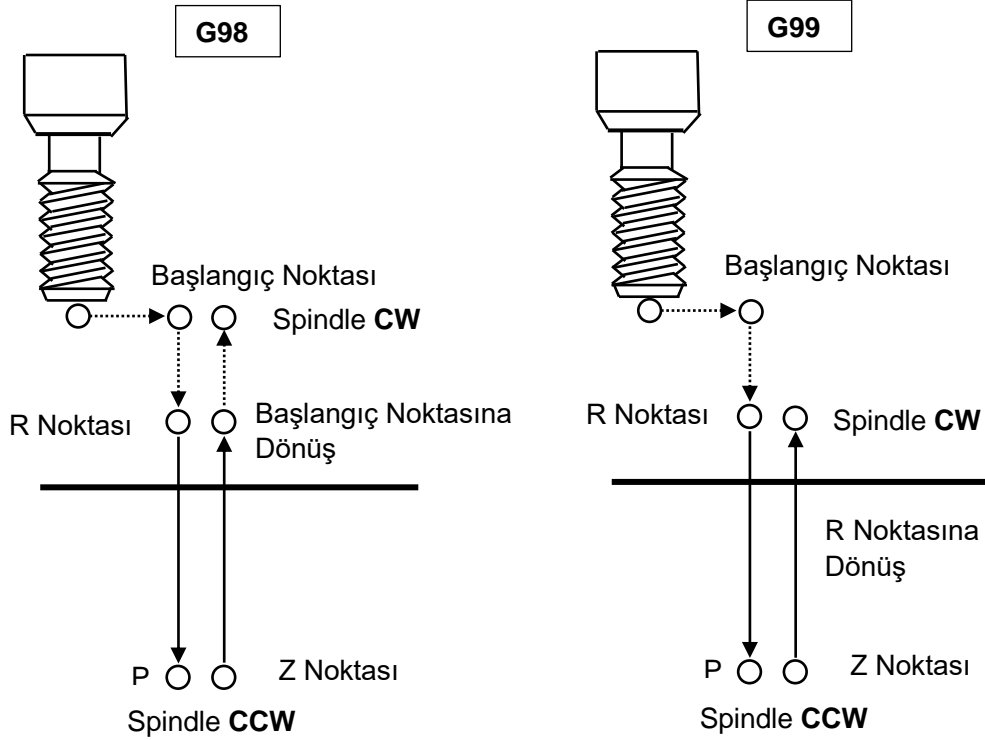 G98
Başlangıç Noktası
Spindle CW
R Noktası
Başlangıç Noktasına
Dönüş
P
Z Noktası
Spindle CCW
G99
Başlangıç Noktası
R Noktası
Spindle CW
R Noktasına
Dönüş
P
Z Noktası
Spindle CCW